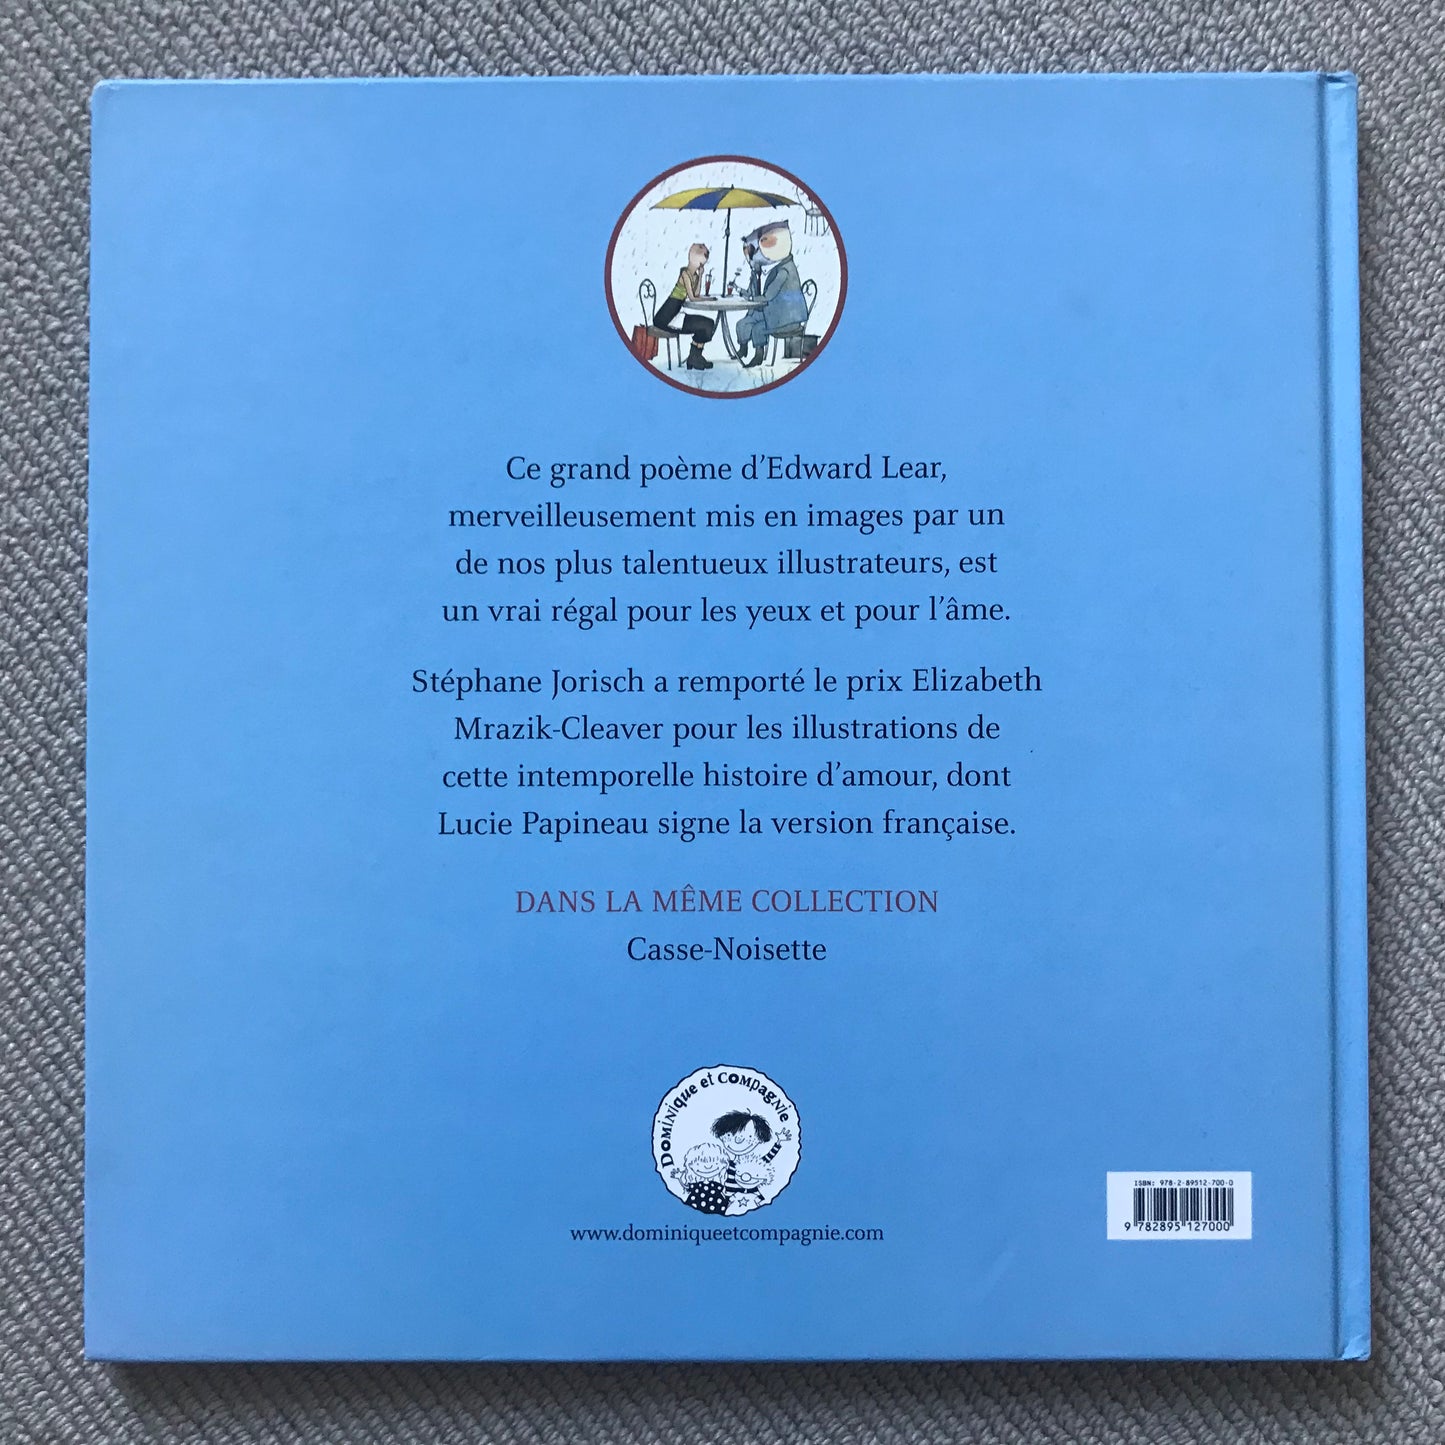 Ce grand poème d’Edward Lear,
merveilleusement mis en images par un
de nos plus talentueux illustrateurs, est
un vrai régal pour les yeux et pour l’âme.
Stéphane Jorisch a remporté le prix Elizabeth
Mrazik-Cleaver pour les illustrations de
cette intemporelle histoire d’amour, dont
Lucie Papineau signe la version française.
DANS LA MÊME COLLECTION
Casse-Noisette
DOMiNiQUE et COMPAGNiE
www.dominiqueetcompagnie.com
ISBN: 978-2-89512-700-0
9 782895 127000